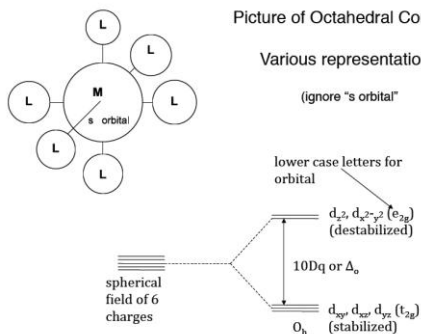 Picture of Octahedral Co
Various representatio
(ignore "s orbital"
L
L
L
M
L
L
s orbital
L
L
lower case letters for
orbital
d_z², d_x²-y² (e_2g)
(destabilized)
10Dq or Δ_o
spherical
field of 6
charges
d_xy, d_xz, d_yz (t_2g)
O_h (stabilized)